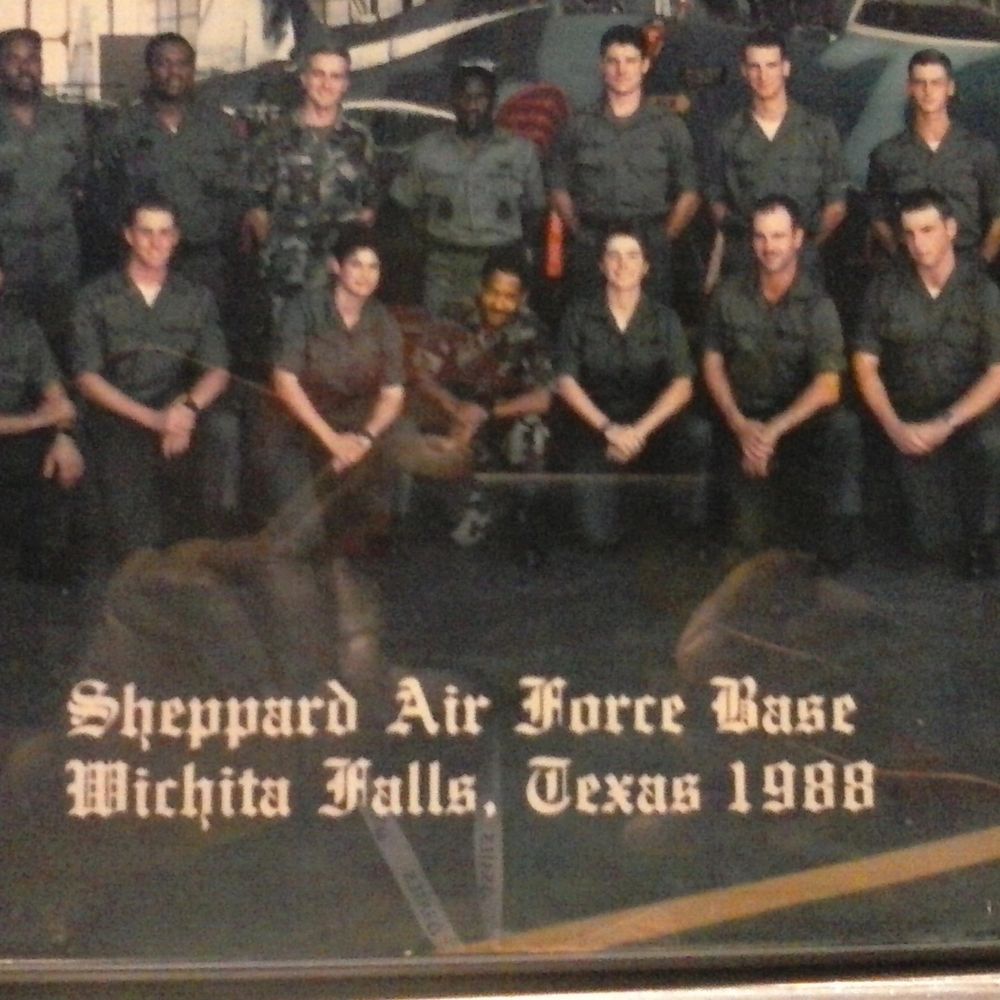 Sheppard Air Force Base
Wichita Falls, Texas 1988